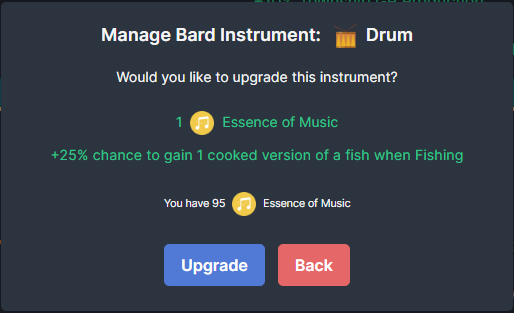 Manage Bard Instrument: Drum
Would you like to upgrade this instrument?
1 Essence of Music
+25% chance to gain 1 cooked version of a fish when Fishing
You have 95 Essence of Music
Upgrade Back